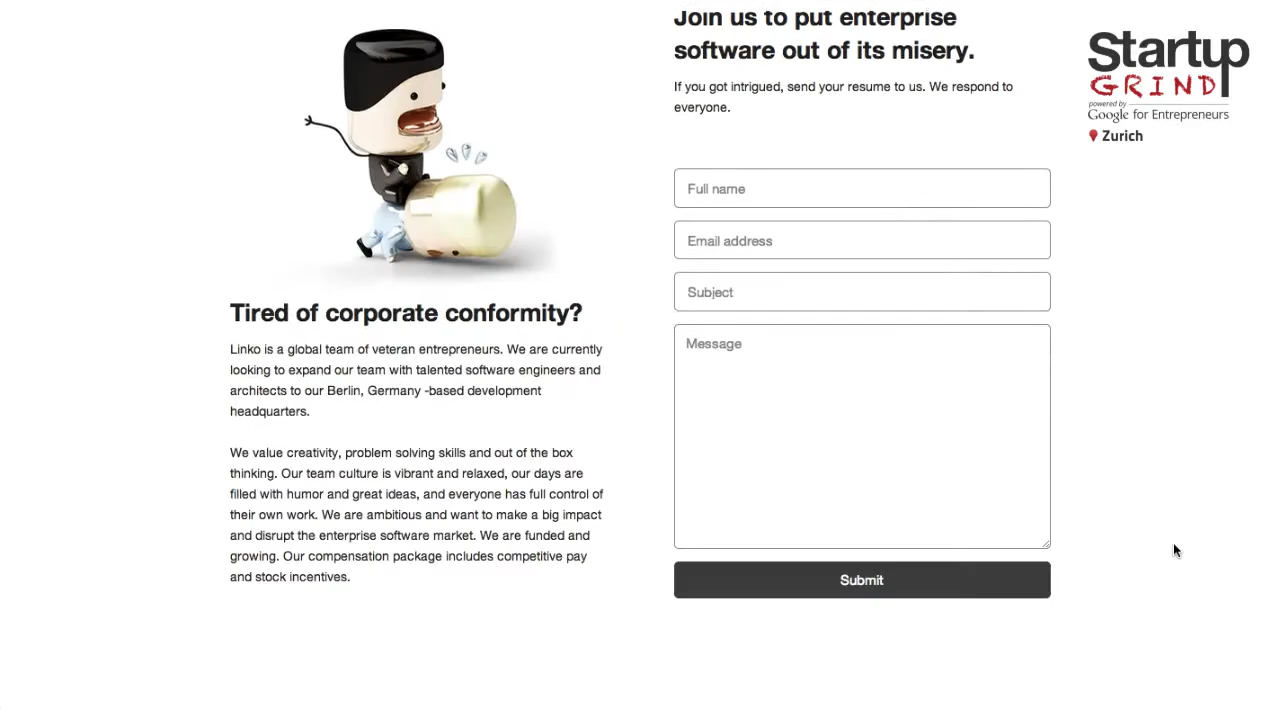 Join us to put enterprise
software out of its misery.
If you got intrigued, send your resume to us. We respond to
everyone.
Full name
Email address
Subject
Message
Submit
Tired of corporate conformity?
Linko is a global team of veteran entrepreneurs. We are currently
looking to expand our team with talented software engineers and
architects to our Berlin, Germany -based development
headquarters.
We value creativity, problem solving skills and out of the box
thinking. Our team culture is vibrant and relaxed, our days are
filled with humor and great ideas, and everyone has full control of
their own work. We are ambitious and want to make a big impact
and disrupt the enterprise software market. We are funded and
growing. Our compensation package includes competitive pay
and stock incentives.
Startup
GRIND
powered by
Google for Entrepreneurs
Zurich